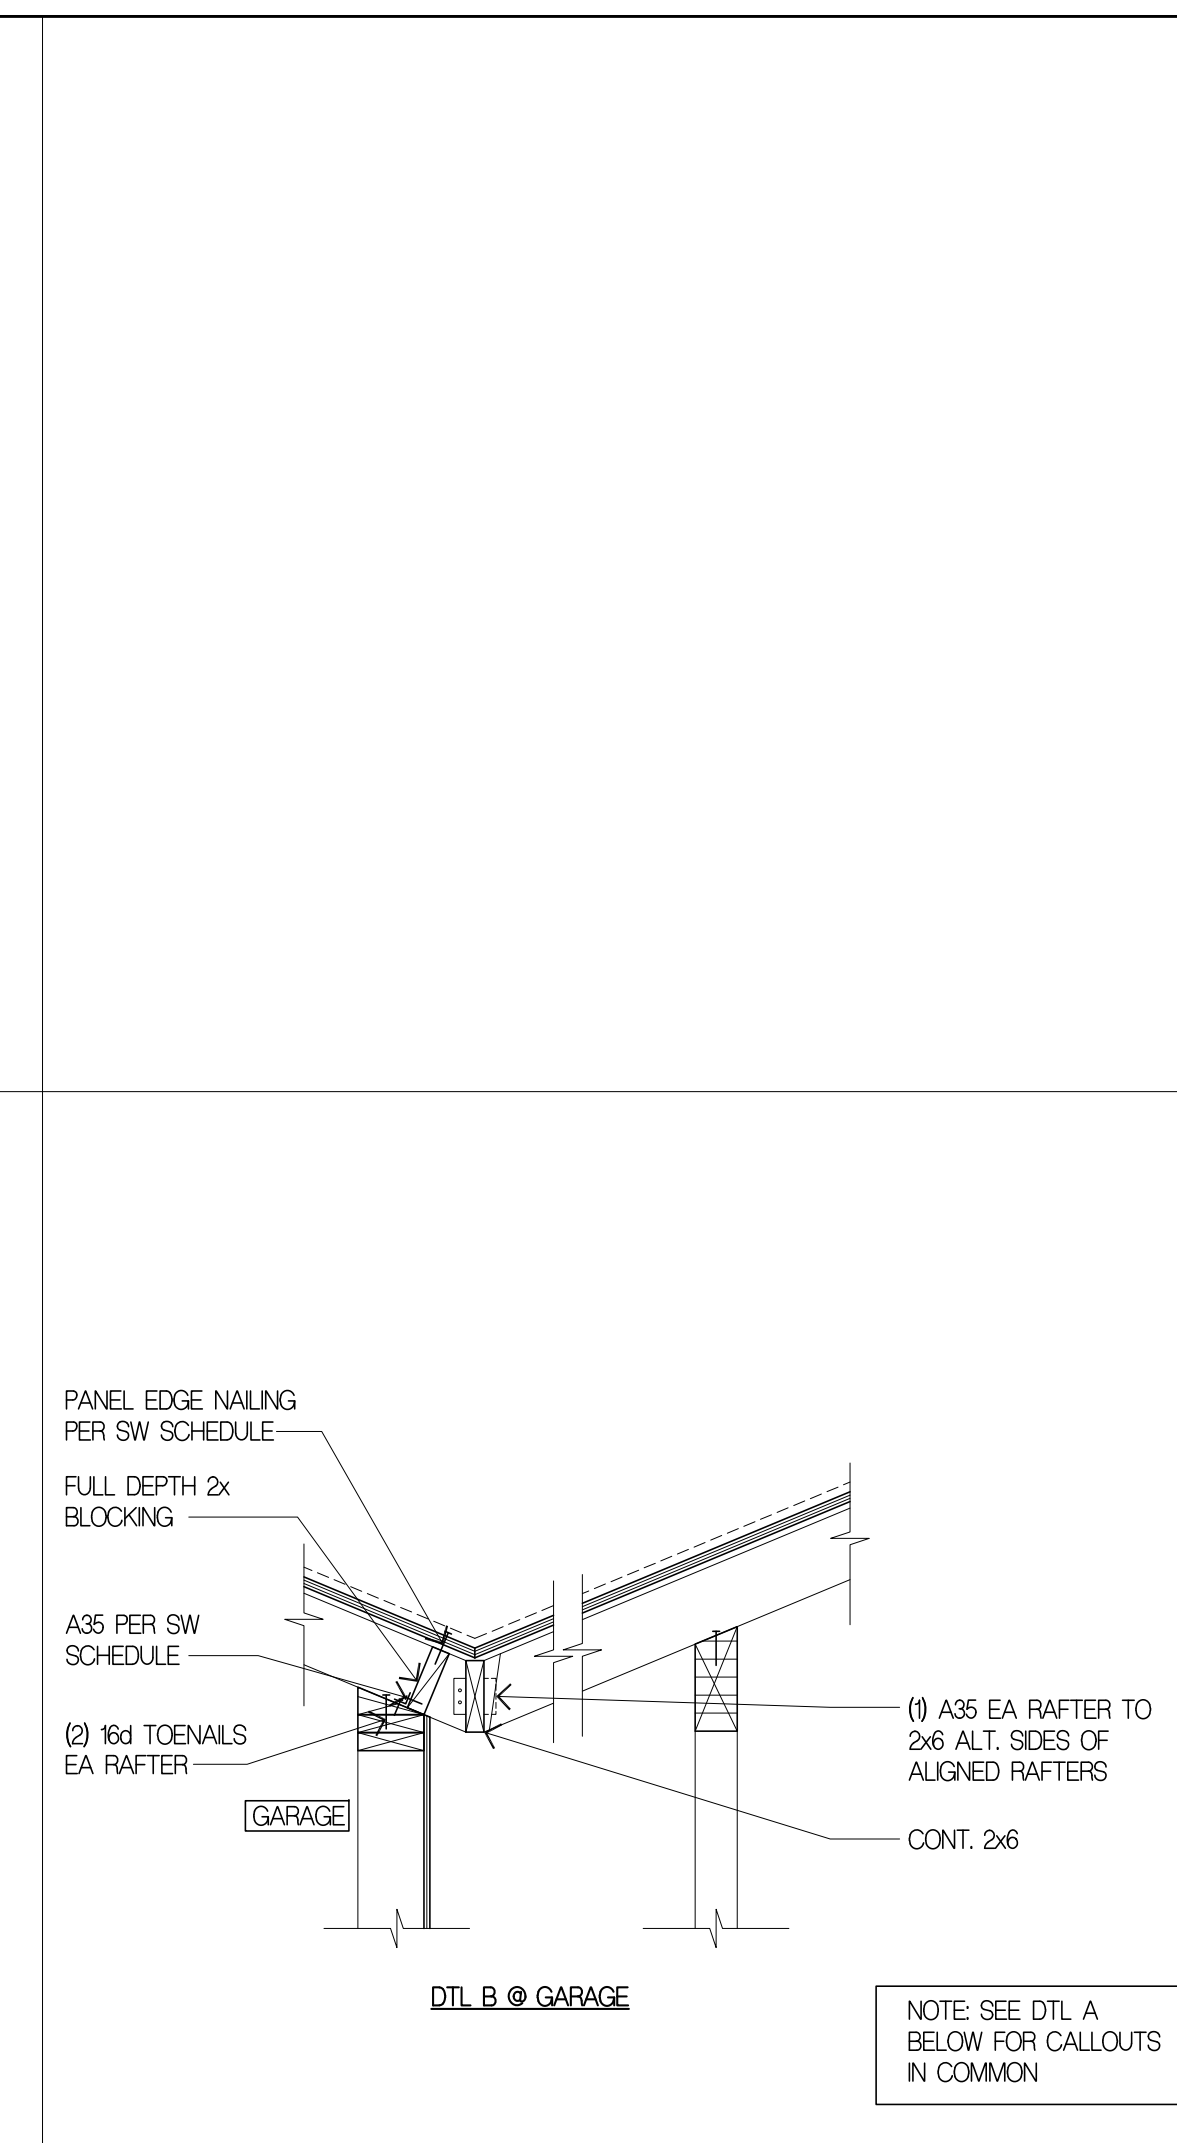 PANEL EDGE NAILING
PER SW SCHEDULE
FULL DEPTH 2x
BLOCKING
A35 PER SW
SCHEDULE
(2) 16d TOENAILS
EA RAFTER
GARAGE
(1) A35 EA RAFTER TO
2x6 ALT. SIDES OF
ALIGNED RAFTERS
CONT. 2x6
DTL B @ GARAGE
NOTE: SEE DTL A
BELOW FOR CALLOUTS
IN COMMON